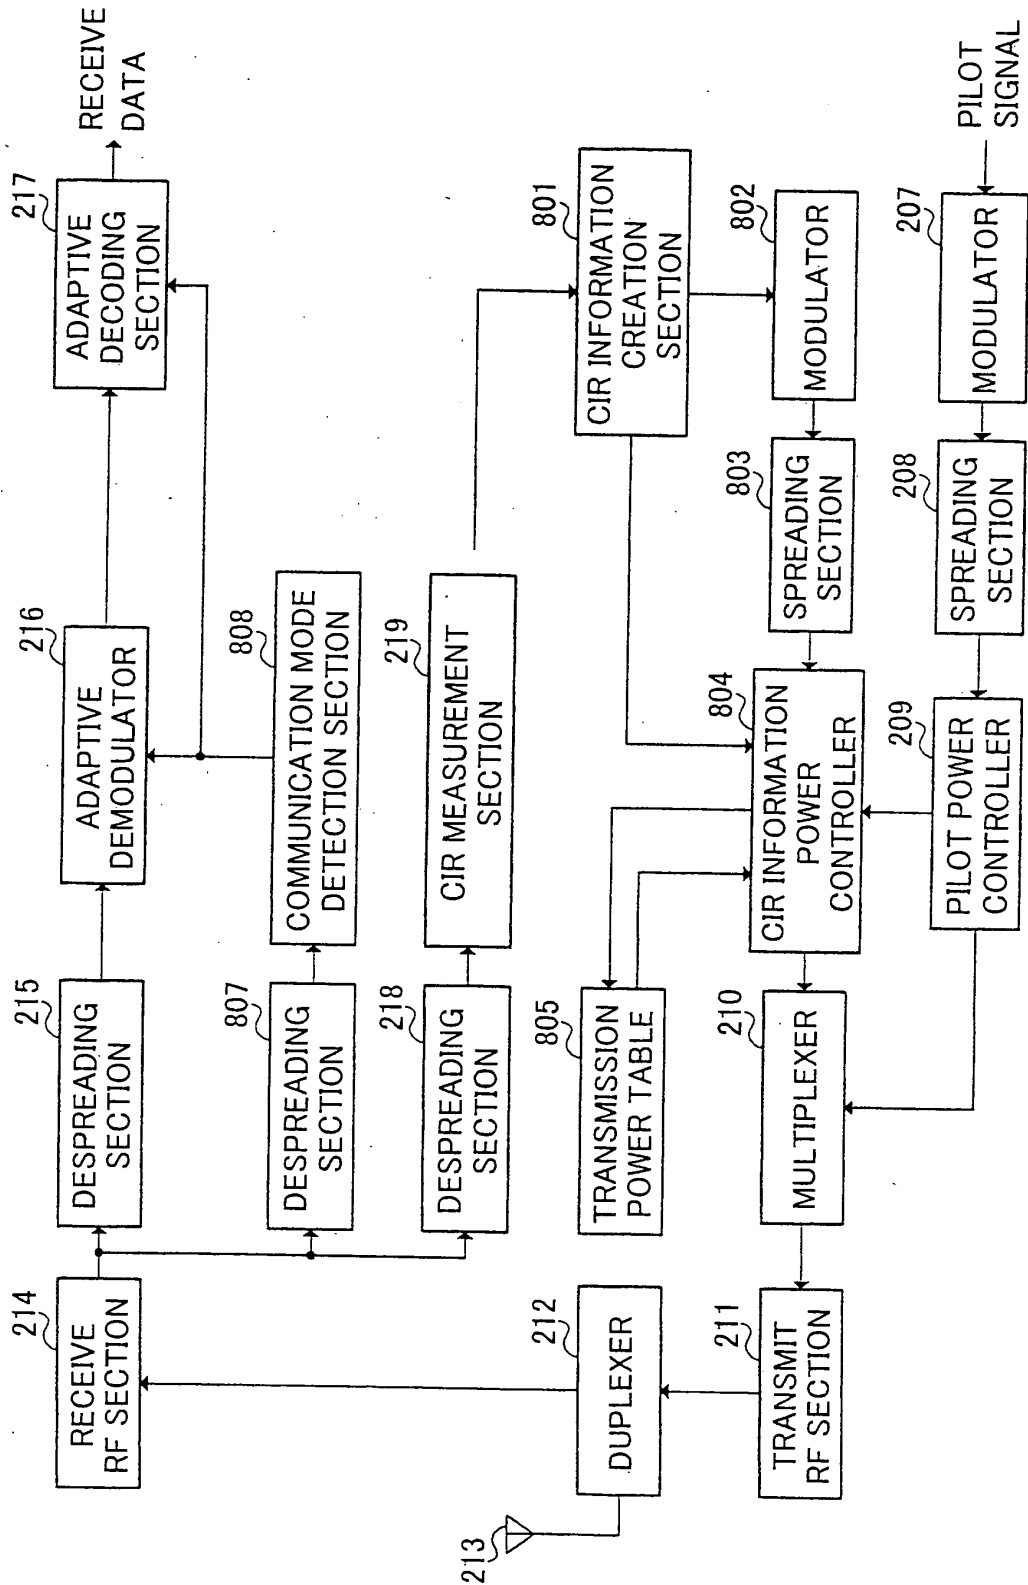 214
RECEIVE
RF SECTION
215
DESPREADING
SECTION
216
ADAPTIVE
DEMODULATOR
217
ADAPTIVE
DECODING
SECTION
RECEIVE
DATA
807
DESPREADING
SECTION
808
COMMUNICATION MODE
DETECTION SECTION
218
DESPREADING
SECTION
219
CIR MEASUREMENT
SECTION
213
212
DUPLEXER
805
TRANSMISSION
POWER TABLE
801
CIR INFORMATION
CREATION
SECTION
211
TRANSMIT
RF SECTION
210
MULTIPLEXER
804
CIR INFORMATION
POWER
CONTROLLER
803
SPREADING
SECTION
802
MODULATOR
209
PILOT POWER
CONTROLLER
208
SPREADING
SECTION
207
MODULATOR
PILOT
SIGNAL